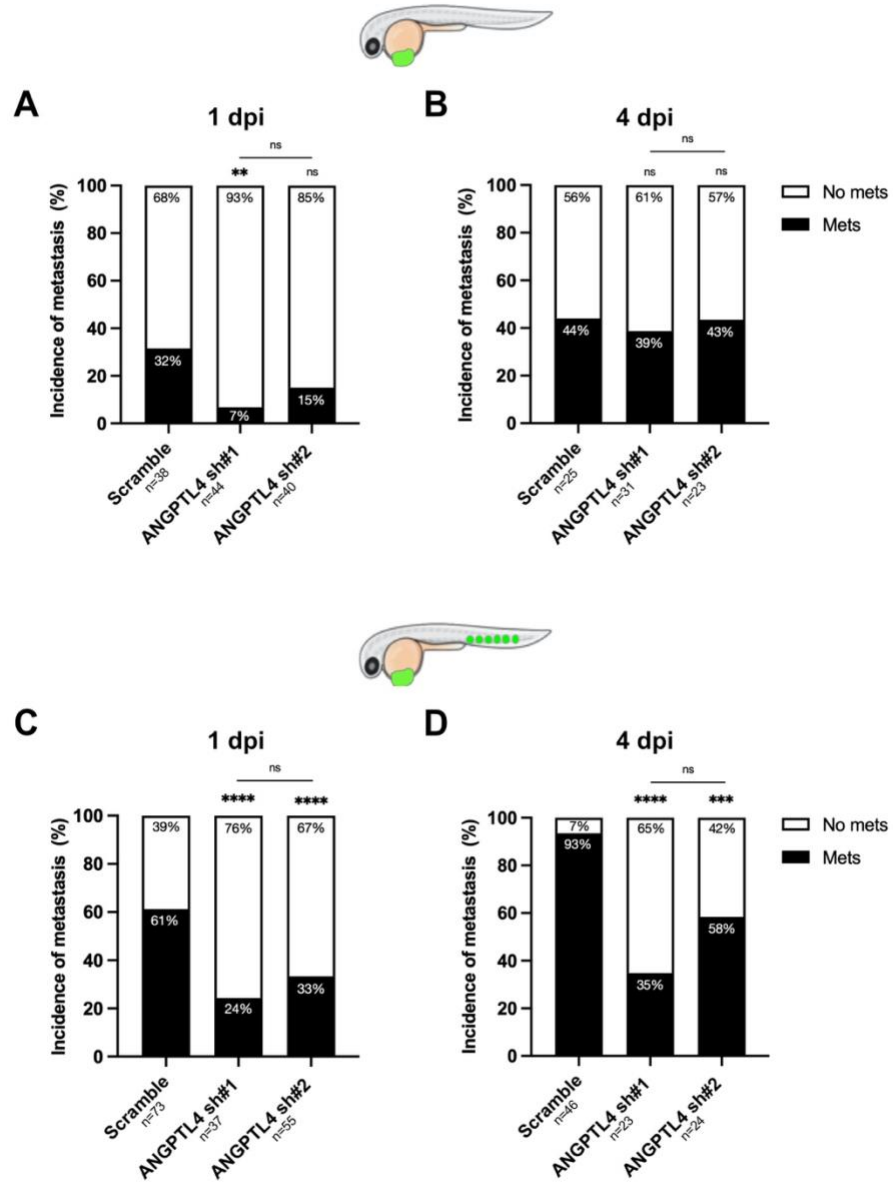 A
1 dpi
ns
**
ns
Incidence of metastasis (%)
100
80
60
40
20
0
68%
93%
85%
32%
7%
15%
Scramble
n=38
ANGPTL4 sh#1
n=44
ANGPTL4 sh#2
n=40
B
4 dpi
ns
ns
ns
Incidence of metastasis (%)
100
80
60
40
20
0
56%
61%
57%
44%
39%
43%
Scramble
n=25
ANGPTL4 sh#1
n=31
ANGPTL4 sh#2
n=23
No mets
Mets
C
1 dpi
ns
****
****
Incidence of metastasis (%)
100
80
60
40
20
0
39%
76%
67%
61%
24%
33%
Scramble
n=73
ANGPTL4 sh#1
n=37
ANGPTL4 sh#2
n=55
D
4 dpi
ns
****
***
Incidence of metastasis (%)
100
80
60
40
20
0
7%
65%
42%
93%
35%
58%
Scramble
n=46
ANGPTL4 sh#1
n=23
ANGPTL4 sh#2
n=24
No mets
Mets